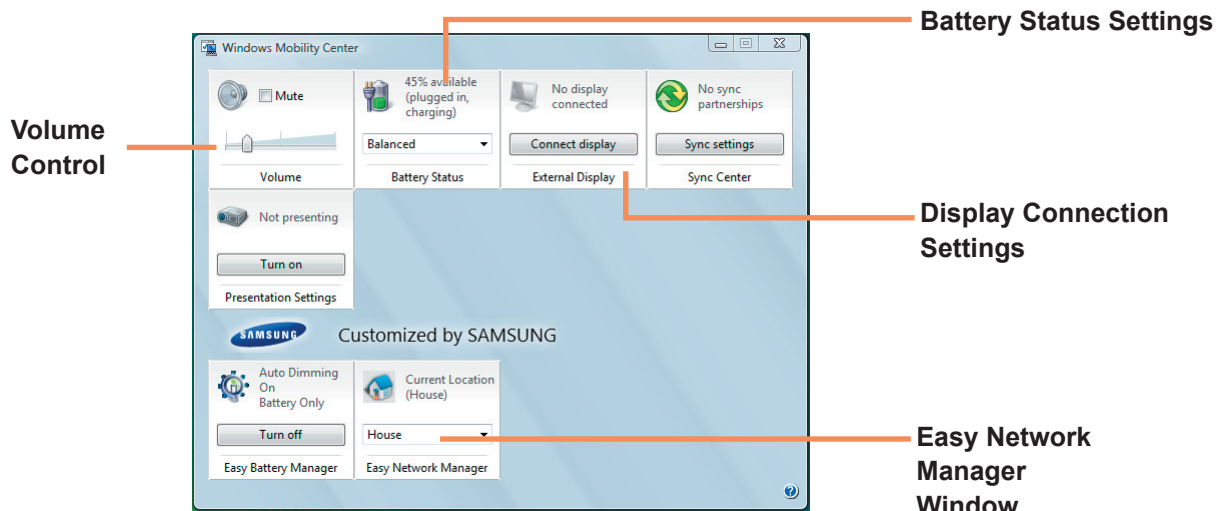 Battery Status Settings
Windows Mobility Center
Mute
45% available
(plugged in,
charging)
No display
connected
No sync
partnerships
Volume
Control
Balanced
Connect display
Sync settings
Volume
Battery Status
External Display
Sync Center
Not presenting
Display Connection
Settings
Turn on
Presentation Settings
SAMSUNG
Customized by SAMSUNG
Auto Dimming
On
Battery Only
Current Location
(House)
Turn off
House
Easy Network
Manager
Window
Easy Battery Manager
Easy Network Manager
?